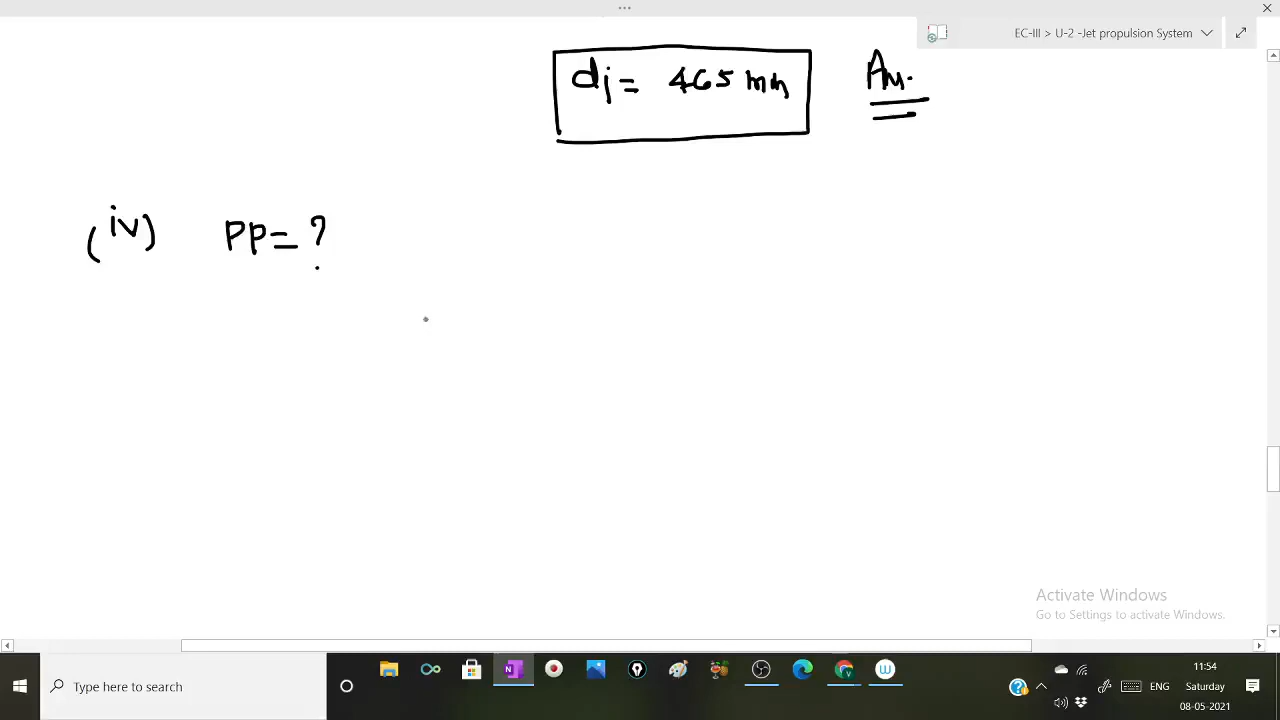 EC-III > U-2 -Jet propulsion System
dj = 465 mm
(iv) PP = ?
Activate Windows
Go to Settings to activate Windows.
Type here to search
11:54
ENG
Saturday
08-05-2021